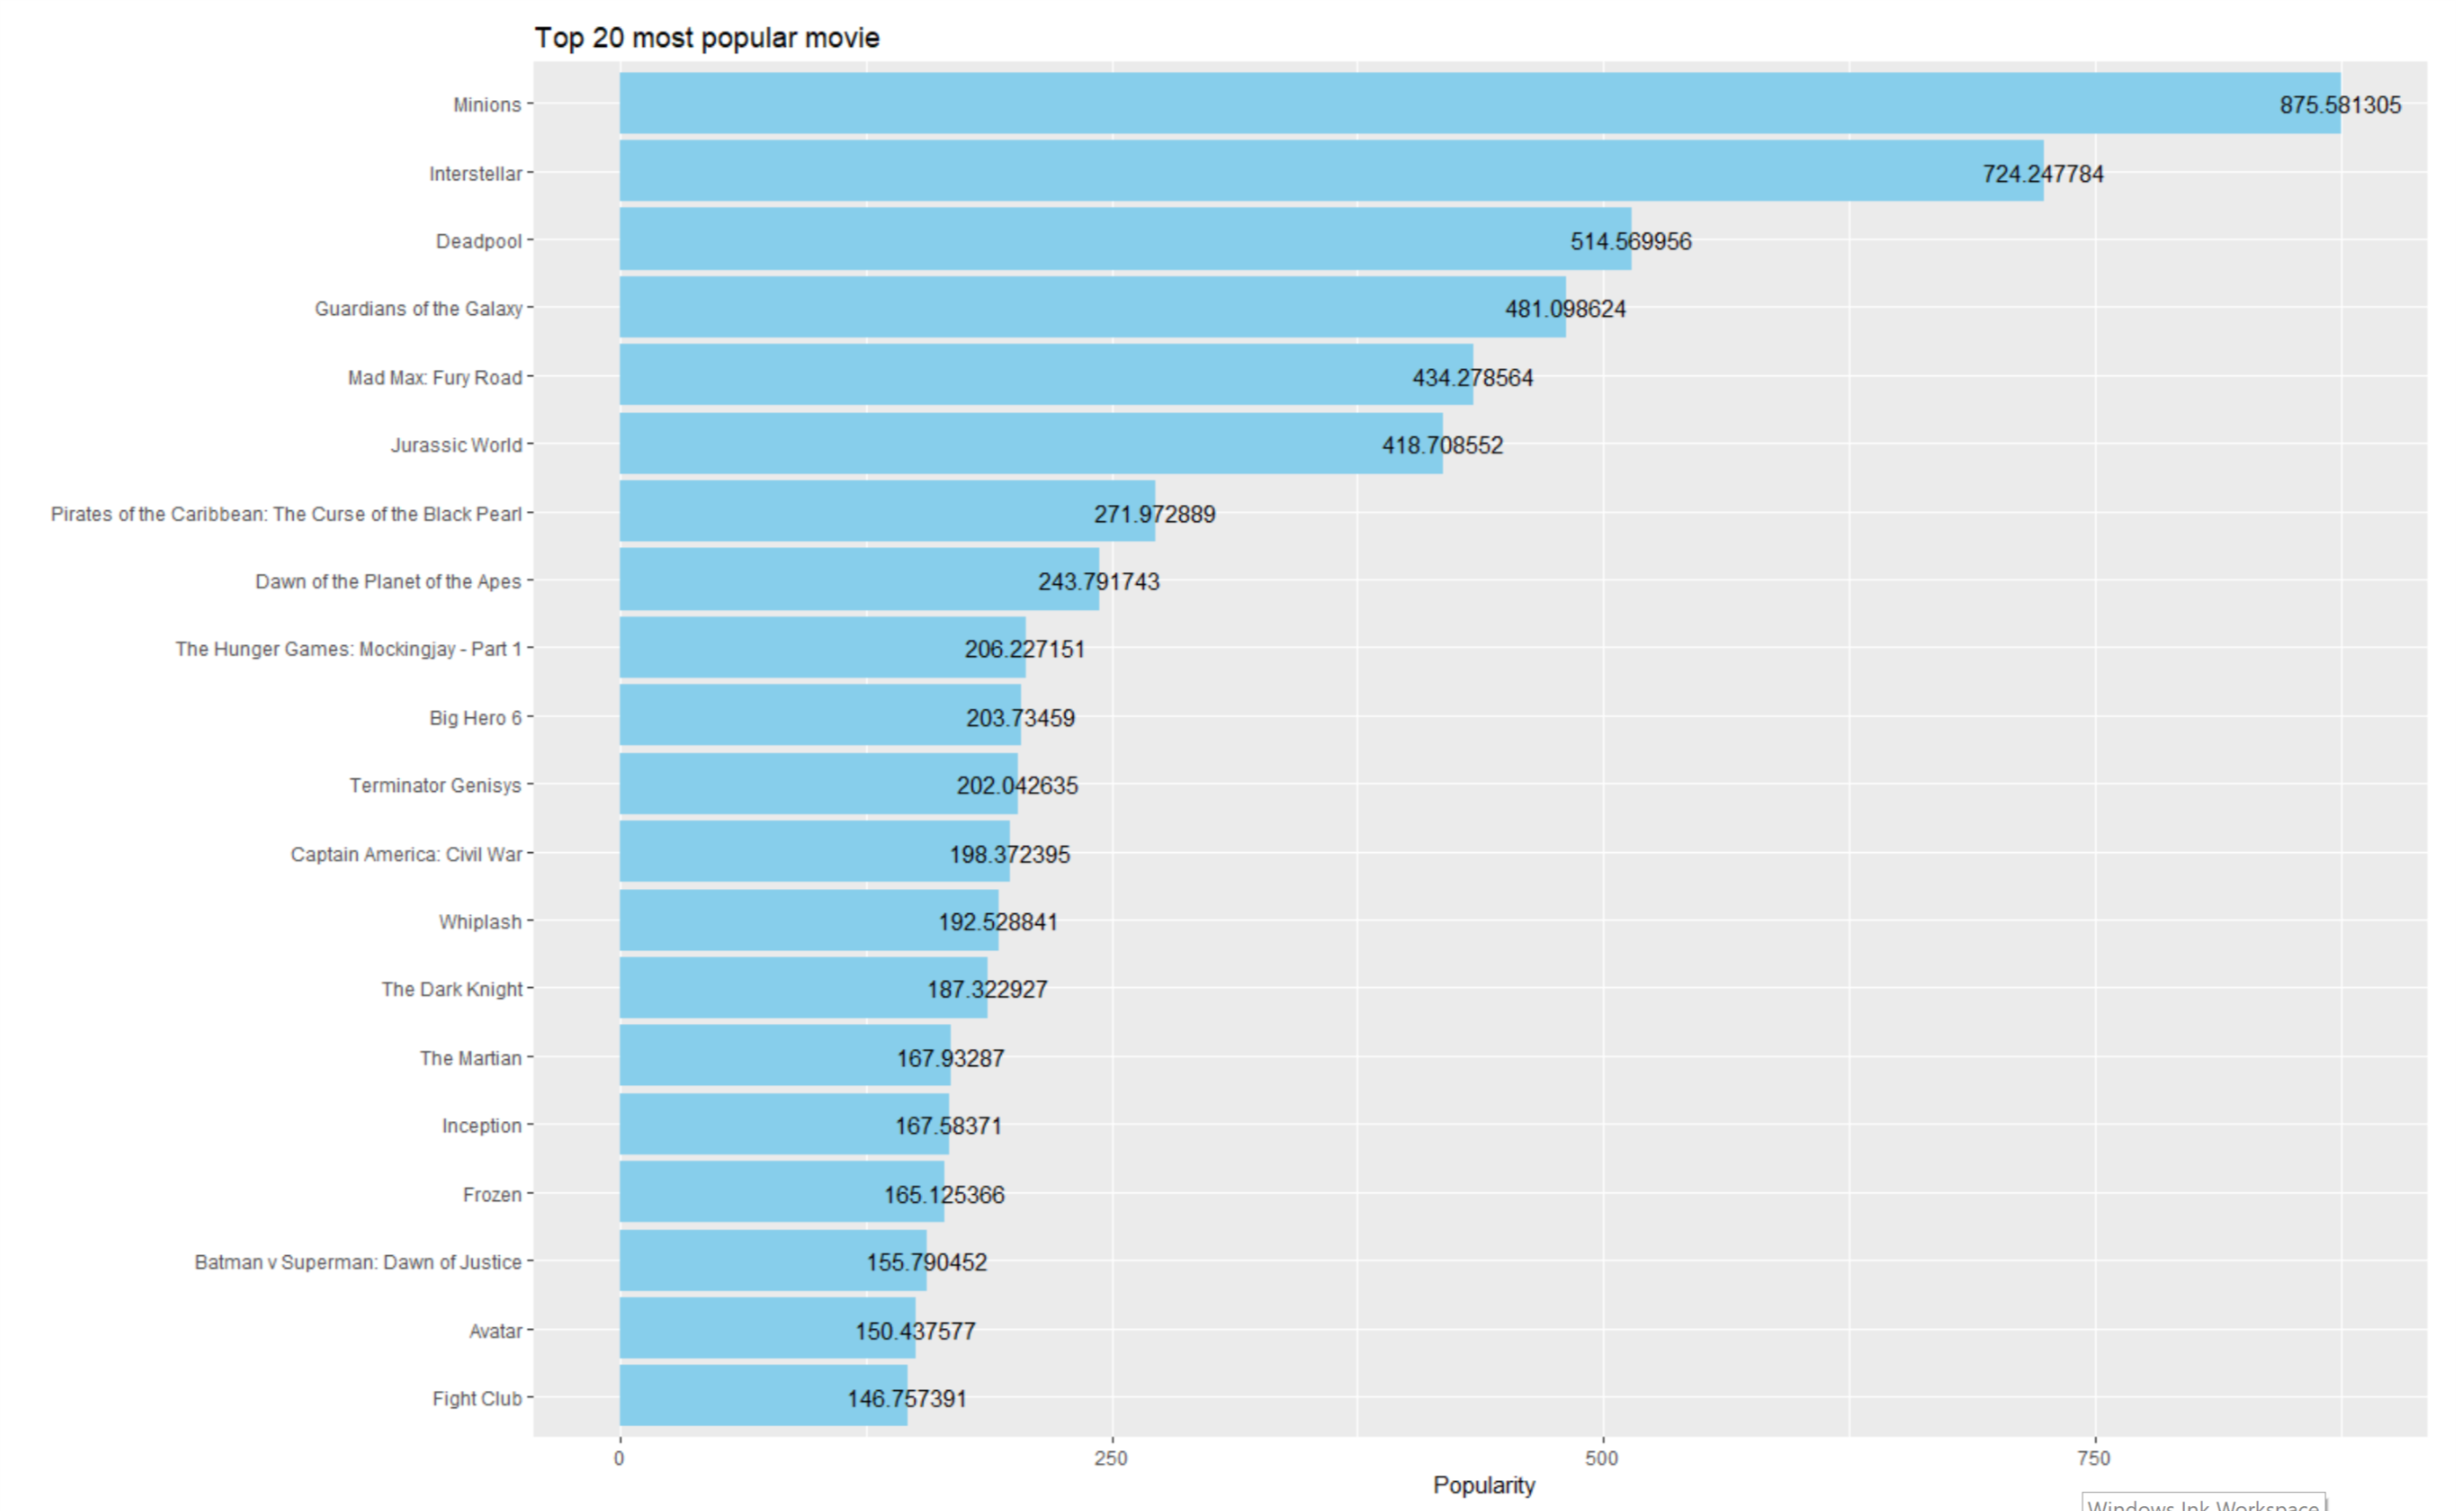 Top 20 most popular movie
Minions 875.581305
Interstellar 724.247784
Deadpool 514.569956
Guardians of the Galaxy 481.098624
Mad Max: Fury Road 434.278564
Jurassic World 418.708552
Pirates of the Caribbean: The Curse of the Black Pearl 271.972889
Dawn of the Planet of the Apes 243.791743
The Hunger Games: Mockingjay - Part 1 206.227151
Big Hero 6 203.73459
Terminator Genisys 202.042635
Captain America: Civil War 198.372395
Whiplash 192.528841
The Dark Knight 187.322927
The Martian 167.93287
Inception 167.58371
Frozen 165.125366
Batman v Superman: Dawn of Justice 155.790452
Avatar 150.437577
Fight Club 146.757391
0 250 500 750
Popularity
Windows Ink Workspace